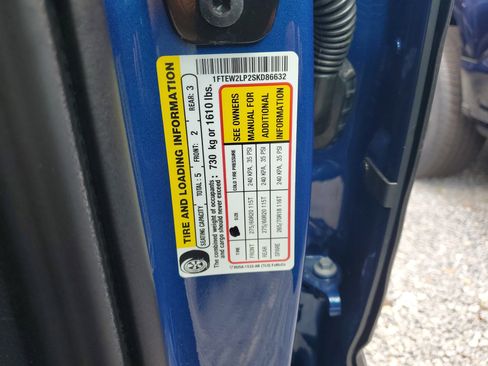 1FTEW2LP2SKD86632
TIRE AND LOADING INFORMATION
SEATING CAPACITY TOTAL: 5 FRONT: 2 REAR: 3
The combined weight of occupants : 730 kg or 1610 lbs.
and cargo should never exceed :
TIRE SIZE COLD TIRE PRESSURE
FRONT 275/60R20 115T 240 KPA, 35 PSI
REAR 275/60R20 115T 240 KPA, 35 PSI
SPARE 265/70R18 116T 240 KPA, 35 PSI
SEE OWNERS
MANUAL FOR
ADDITIONAL
INFORMATION